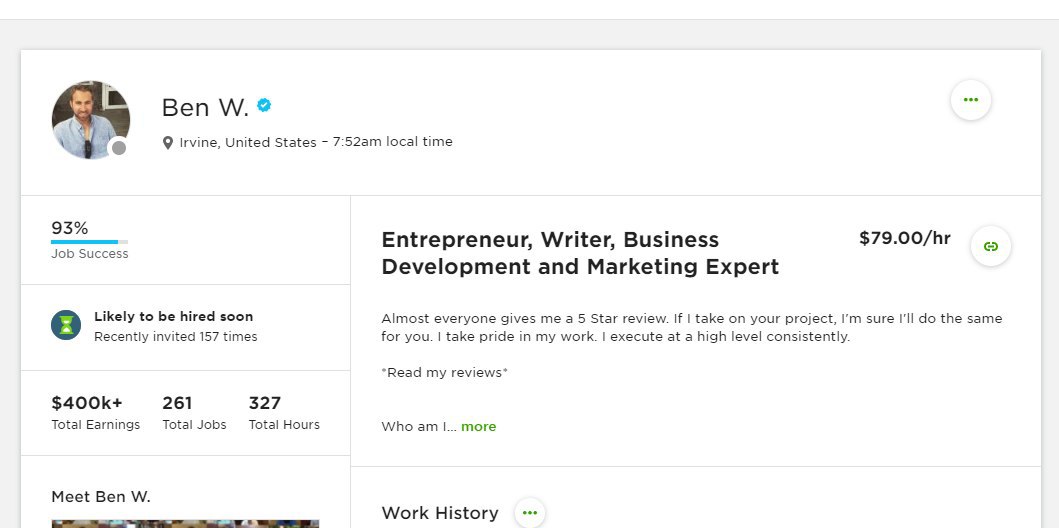 Ben W.
Irvine, United States – 7:52am local time
93%
Job Success
Likely to be hired soon
Recently invited 157 times
$400k+ 261 327
Total Earnings Total Jobs Total Hours
Meet Ben W.
Entrepreneur, Writer, Business
Development and Marketing Expert
$79.00/hr
Almost everyone gives me a 5 Star review. If I take on your project, I'm sure I'll do the same
for you. I take pride in my work. I execute at a high level consistently.
*Read my reviews*
Who am I... more
Work History